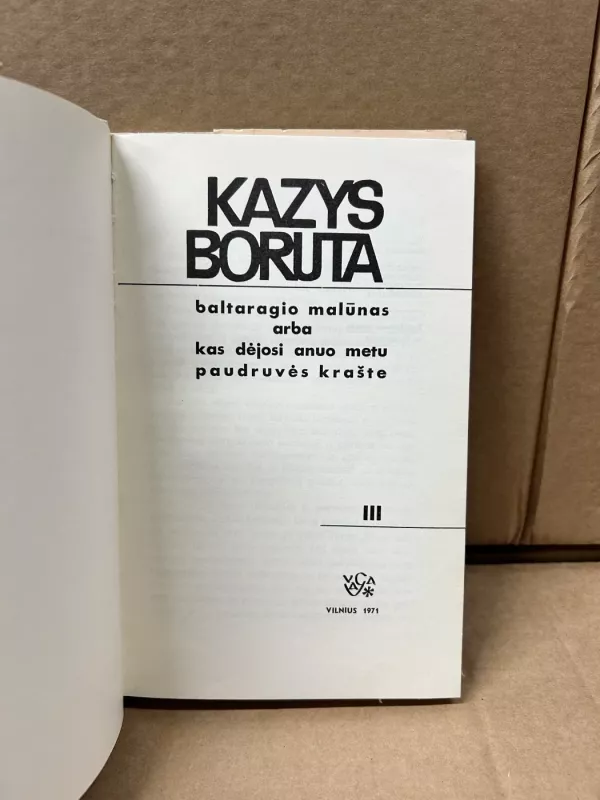 KAZYS
BORUTA
baltaragio malūnas
arba
kas dėjosi anuo metu
paudruvės krašte
III
VAGA
VILNIUS 1971